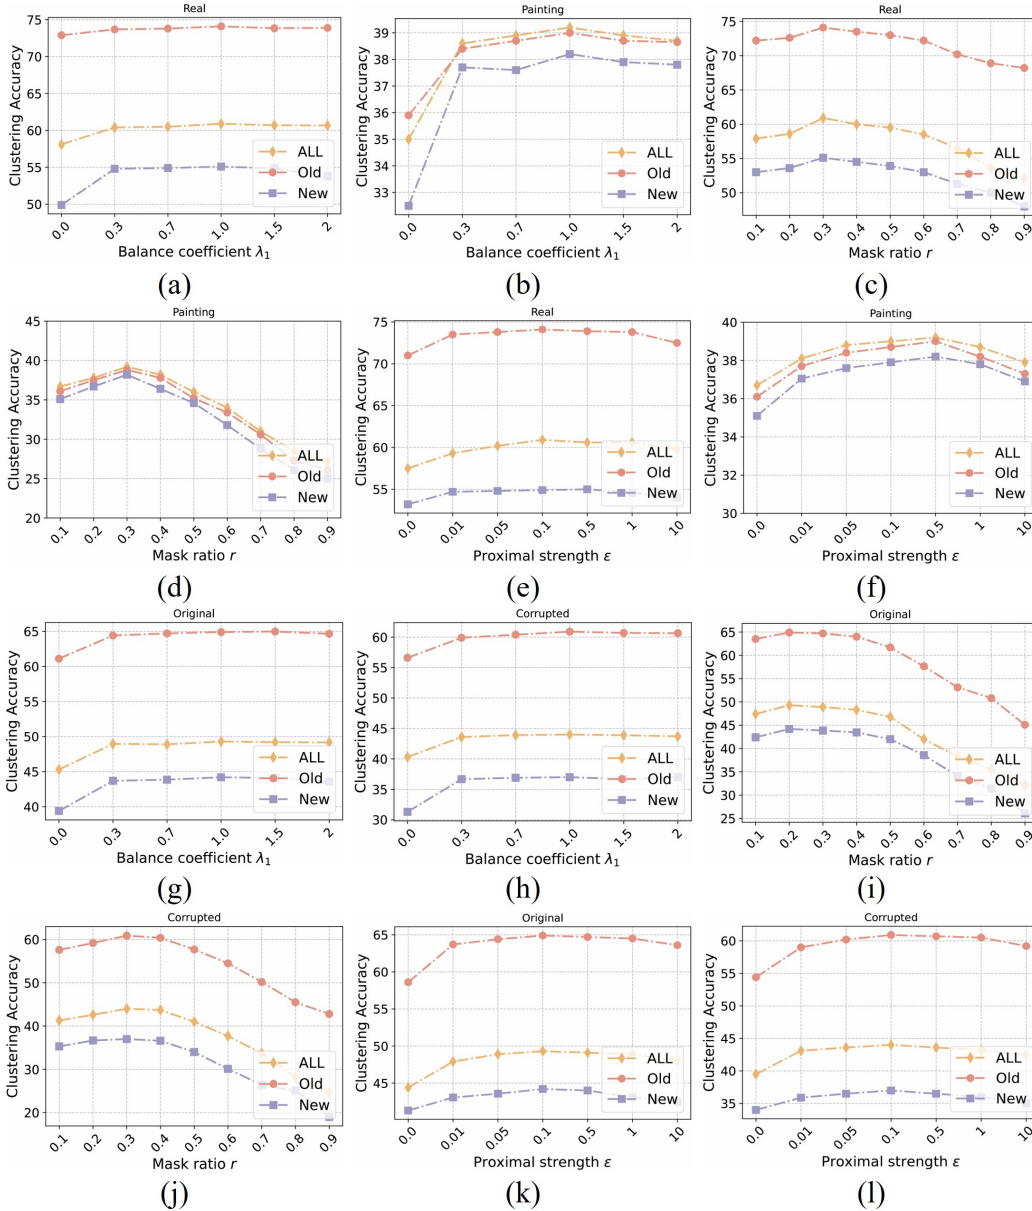 Real
Clustering Accuracy
75
70
65
60
55
50
ALL
Old
New
0.0 0.3 0.7 1.0 1.5 2
Balance coefficient λ1
(a)
Painting
Clustering Accuracy
39
38
37
36
35
34
33
ALL
Old
New
0.0 0.3 0.7 1.0 1.5 2
Balance coefficient λ1
(b)
Real
Clustering Accuracy
75
70
65
60
55
50
ALL
Old
New
0.1 0.2 0.3 0.4 0.5 0.6 0.7 0.8 0.9
Mask ratio r
(c)
Painting
Clustering Accuracy
45
40
35
30
25
20
ALL
Old
New
0.1 0.2 0.3 0.4 0.5 0.6 0.7 0.8 0.9
Mask ratio r
(d)
Real
Clustering Accuracy
75
70
65
60
55
ALL
Old
New
0.0 0.01 0.05 0.1 0.5 1 10
Proximal strength ε
(e)
Painting
Clustering Accuracy
40
38
36
34
32
30
ALL
Old
New
0.0 0.01 0.05 0.1 0.5 1 10
Proximal strength ε
(f)
Original
Clustering Accuracy
65
60
55
50
45
40
ALL
Old
New
0.0 0.3 0.7 1.0 1.5 2
Balance coefficient λ1
(g)
Corrupted
Clustering Accuracy
60
55
50
45
40
35
30
ALL
Old
New
0.0 0.3 0.7 1.0 1.5 2
Balance coefficient λ1
(h)
Original
Clustering Accuracy
65
60
55
50
45
40
35
30
25
ALL
Old
New
0.1 0.2 0.3 0.4 0.5 0.6 0.7 0.8 0.9
Mask ratio r
(i)
Corrupted
Clustering Accuracy
60
50
40
30
20
ALL
Old
New
0.1 0.2 0.3 0.4 0.5 0.6 0.7 0.8 0.9
Mask ratio r
(j)
Original
Clustering Accuracy
65
60
55
50
45
ALL
Old
New
0.0 0.01 0.05 0.1 0.5 1 10
Proximal strength ε
(k)
Corrupted
Clustering Accuracy
60
55
50
45
40
35
ALL
Old
New
0.0 0.01 0.05 0.1 0.5 1 10
Proximal strength ε
(l)